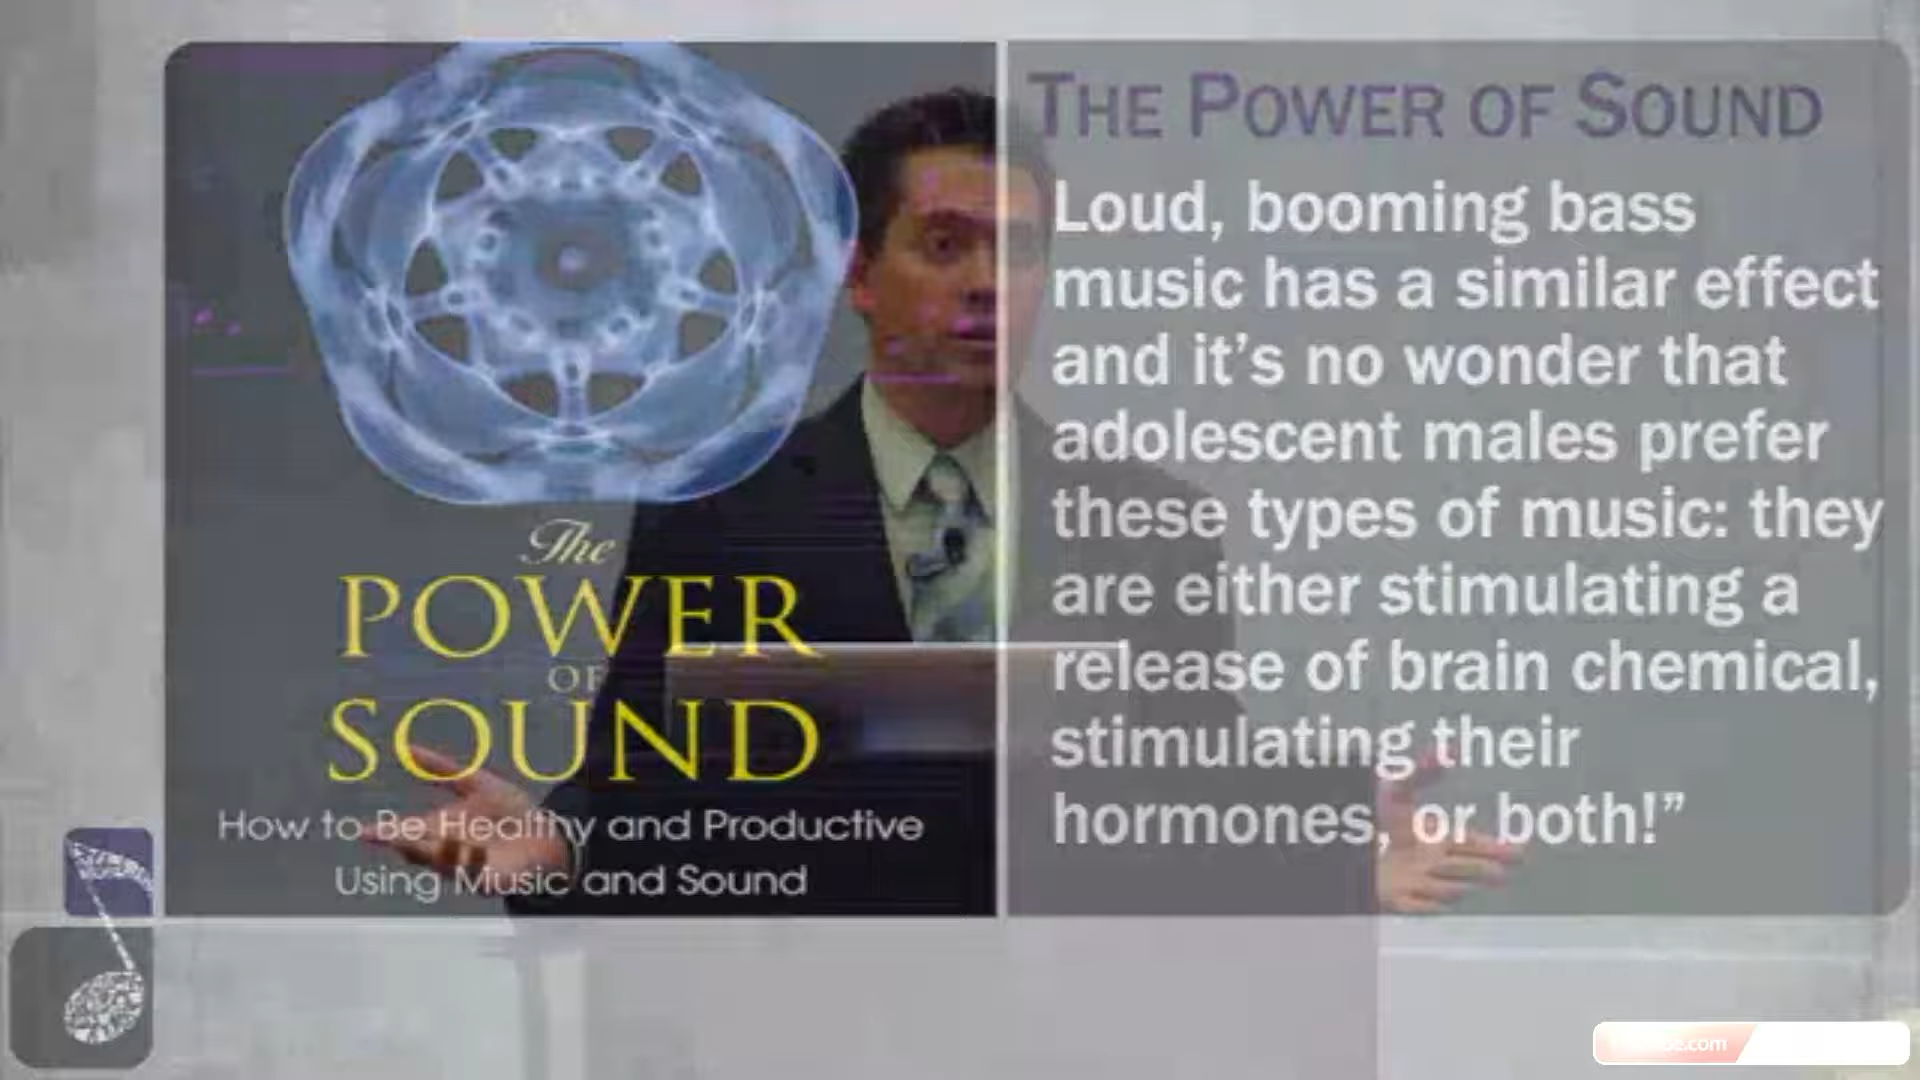 The
POWER
OF
SOUND
How to Be Healthy and Productive
Using Music and Sound
THE POWER OF SOUND
Loud, booming bass
music has a similar effect
and it’s no wonder that
adolescent males prefer
these types of music: they
are either stimulating a
release of brain chemical,
stimulating their
hormones, or both!”